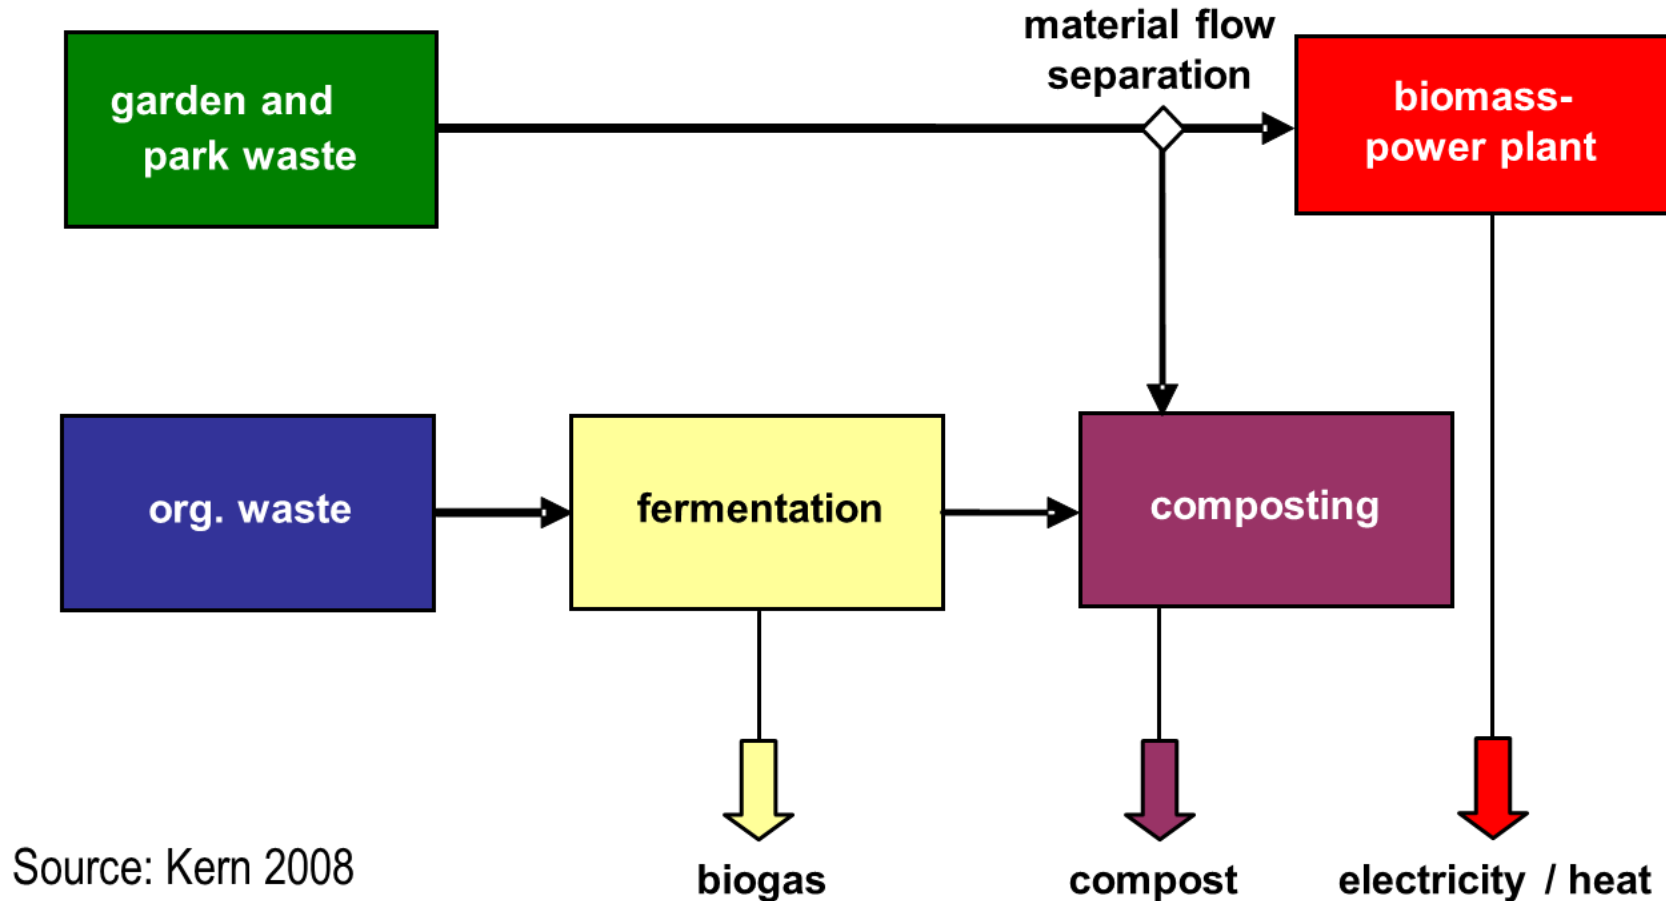 material flow
separation
garden and
park waste
biomass-
power plant
org. waste
fermentation
composting
Source: Kern 2008
biogas
compost
electricity / heat